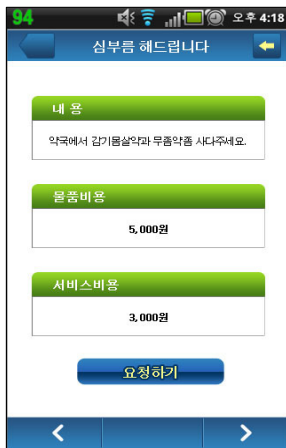 94
오후 4:18
심부름 해드립니다
내 용
약국에서 감기몸살약과 무좀약좀 사다주세요.
물품비용
5,000원
서비스비용
3,000원
요청하기